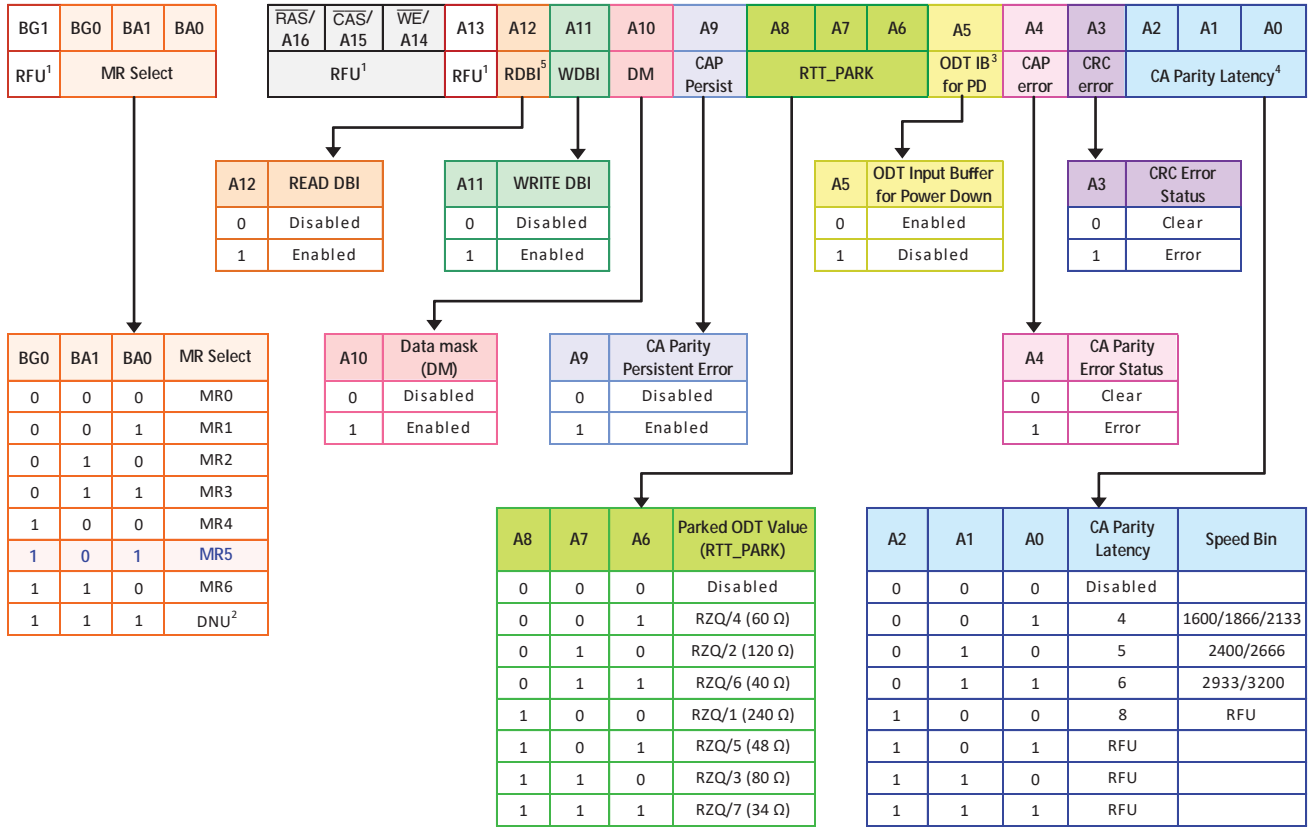 BG1 BG0 BA1 BA0 RAS/ CAS/ WE/ A13 A12 A11 A10 A9 A8 A7 A6 A5 A4 A3 A2 A1 A0
A16 A15 A14
RFU¹ MR Select RFU¹ RFU¹ RDBI⁵ WDBI DM CAP RTT_PARK ODT IB³ CAP CRC CA Parity Latency⁴
Persist for PD error error
A12 READ DBI
0 Disabled
1 Enabled
A11 WRITE DBI
0 Disabled
1 Enabled
A5 ODT Input Buffer
for Power Down
0 Enabled
1 Disabled
A3 CRC Error
Status
0 Clear
1 Error
BG0 BA1 BA0 MR Select
0 0 0 MR0
0 0 1 MR1
0 1 0 MR2
0 1 1 MR3
1 0 0 MR4
1 0 1 MR5
1 1 0 MR6
1 1 1 DNU²
A10 Data mask
(DM)
0 Disabled
1 Enabled
A9 CA Parity
Persistent Error
0 Disabled
1 Enabled
A4 CA Parity
Error Status
0 Clear
1 Error
A8 A7 A6 Parked ODT Value
(RTT_PARK)
0 0 0 Disabled
0 0 1 RZQ/4 (60 Ω)
0 1 0 RZQ/2 (120 Ω)
0 1 1 RZQ/6 (40 Ω)
1 0 0 RZQ/1 (240 Ω)
1 0 1 RZQ/5 (48 Ω)
1 1 0 RZQ/3 (80 Ω)
1 1 1 RZQ/7 (34 Ω)
A2 A1 A0 CA Parity Speed Bin
Latency
0 0 0 Disabled
0 0 1 4 1600/1866/2133
0 1 0 5 2400/2666
0 1 1 6 2933/3200
1 0 0 8 RFU
1 0 1 RFU
1 1 0 RFU
1 1 1 RFU